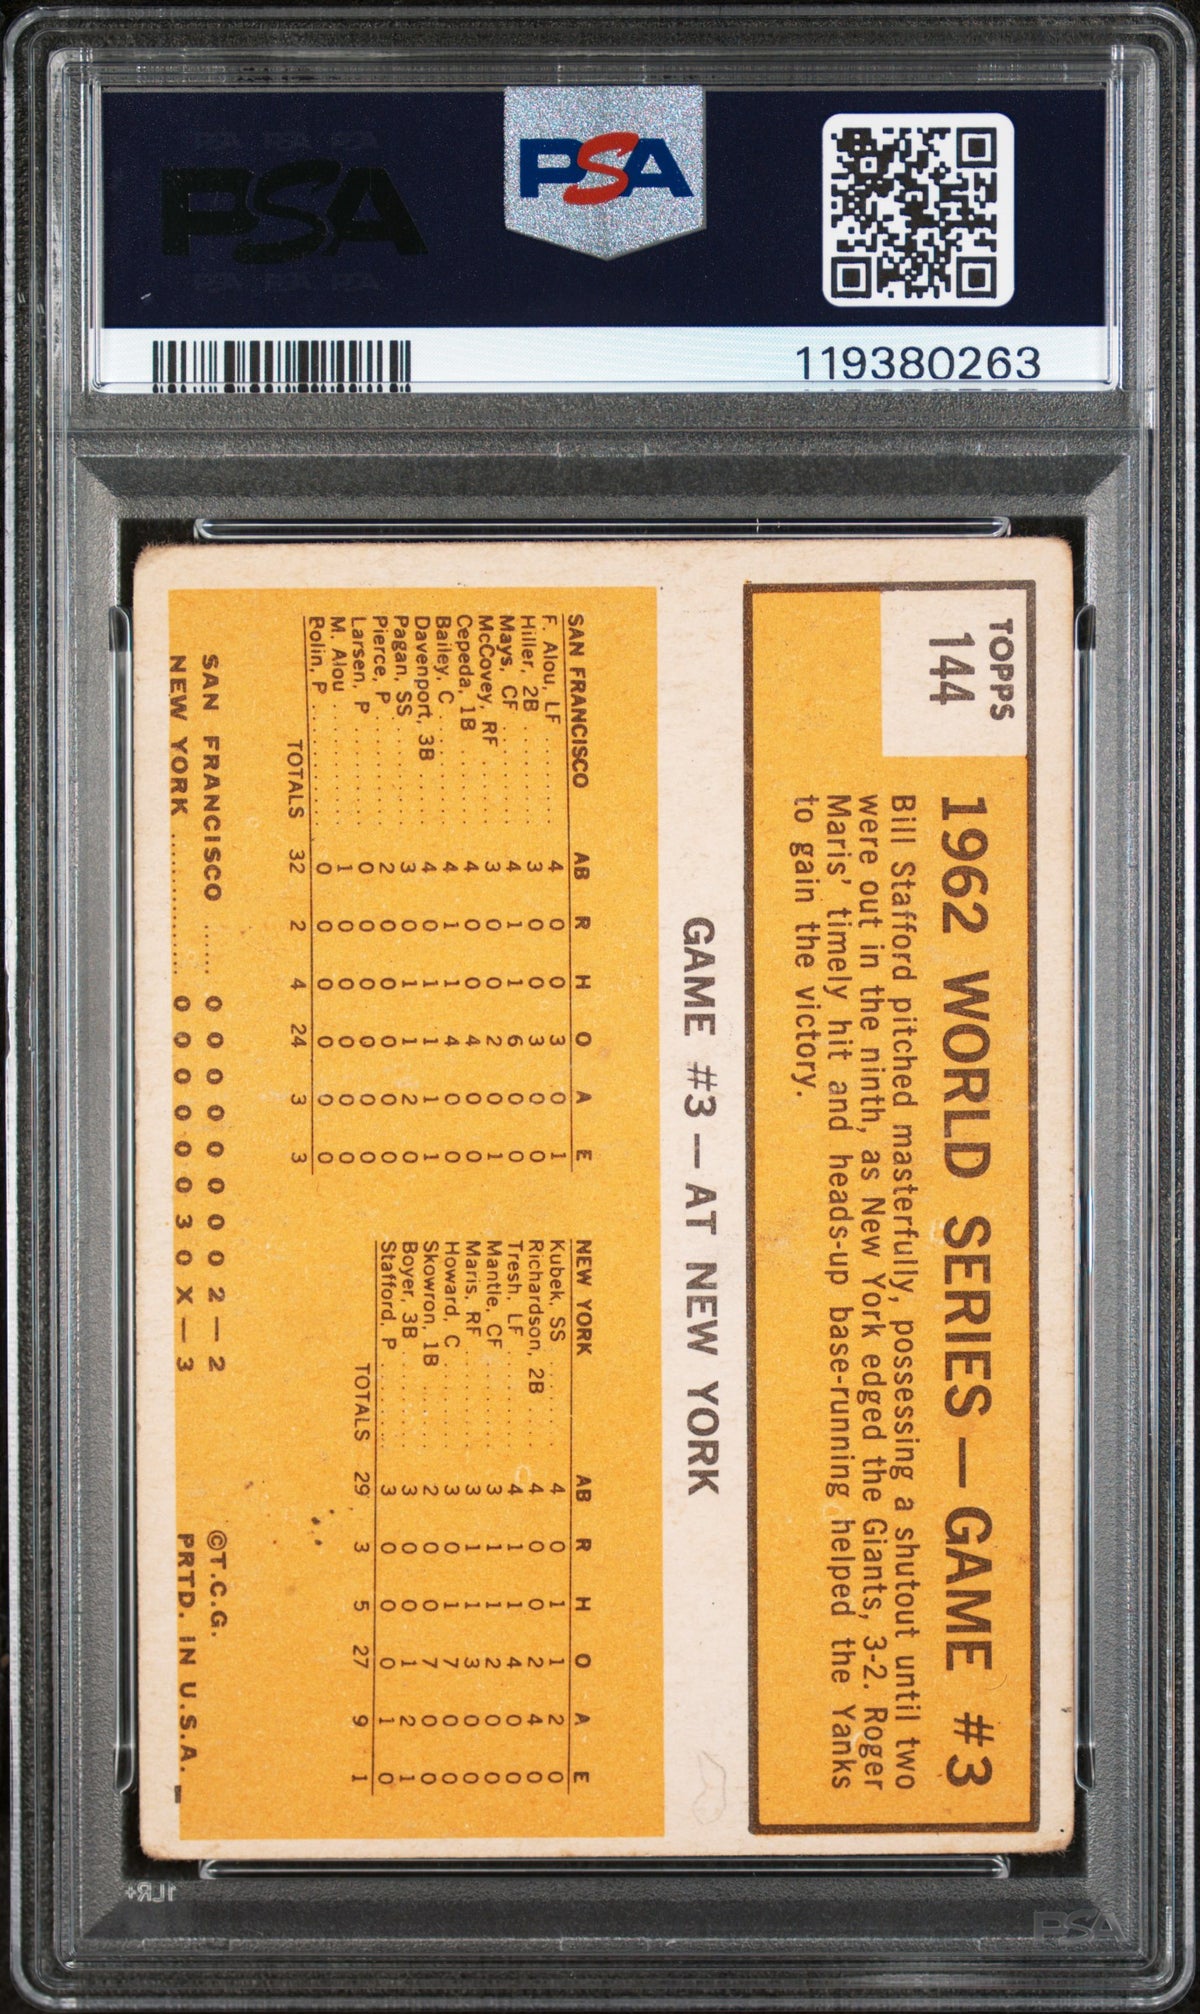 PSA
PSA
119380263
TOPPS
144
1962 WORLD SERIES — GAME #3
Bill Stafford pitched masterfully, possessing a shutout until two
were out in the ninth, as New York edged the Giants, 3-2. Roger
Maris' timely hit and heads-up base-running helped the Yanks
to gain the victory.
GAME #3 — AT NEW YORK
SAN FRANCISCO AB R H O A E
F. Alou, LF ........ 4 0 0 3 0 1
Hiller, 2B ........ 3 0 0 3 0 0
Mays, CF ........ 4 1 1 6 0 0
McCovey, RF ...... 3 0 0 2 0 1
Cepeda, 1B ....... 4 0 0 4 0 0
Bailey, C ........ 4 1 1 4 0 0
Davenport, 3B .... 4 0 1 1 1 1
Pagan, SS ........ 3 0 1 1 2 0
Pierce, P ........ 2 0 0 0 0 0
Larsen, P ........ 0 0 0 0 0 0
M. Alou ........ 1 0 0 0 0 0
Bolin, P ........ 0 0 0 0 0 0
TOTALS 32 2 4 24 3 3
NEW YORK AB R H O A E
Kubek, SS ........ 4 0 1 1 2 0
Richardson, 2B .... 4 0 0 2 4 0
Tresh, LF ........ 4 1 1 4 0 0
Mantle, CF ........ 3 1 1 2 0 0
Maris, RF ........ 3 1 1 3 0 0
Howard, C ........ 3 0 1 7 0 0
Skowron, 1B ...... 2 0 0 7 0 0
Boyer, 3B ........ 3 0 0 1 2 1
Stafford, P ...... 3 0 0 0 1 0
TOTALS 29 3 5 27 9 1
SAN FRANCISCO ...... 0 0 0 0 0 0 0 0 2 — 2
NEW YORK ............ 0 0 0 0 0 0 3 0 X — 3
©T.C.G.
PRTD. IN U.S.A.
1LR+
PSA